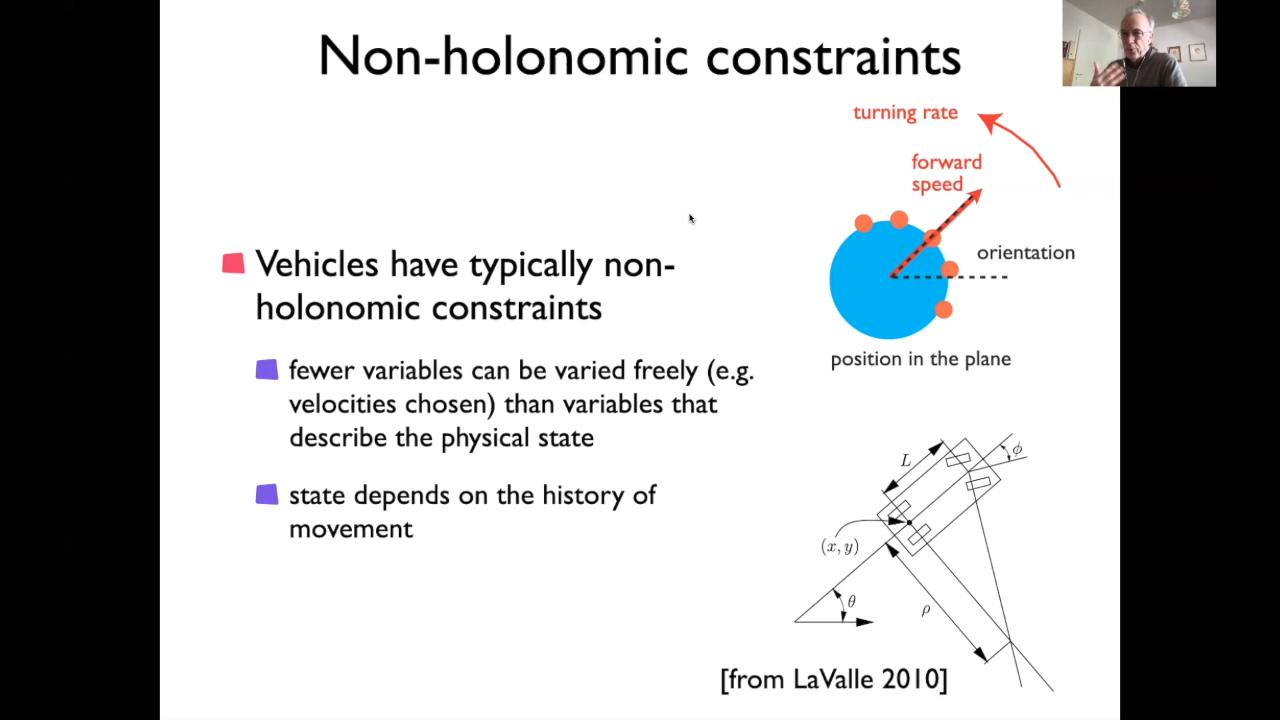 Non-holonomic constraints
turning rate
forward
speed
orientation
position in the plane
Vehicles have typically non-
holonomic constraints
fewer variables can be varied freely (e.g.
velocities chosen) than variables that
describe the physical state
state depends on the history of
movement
L
ϕ
(x, y)
θ
ρ
[from LaValle 2010]